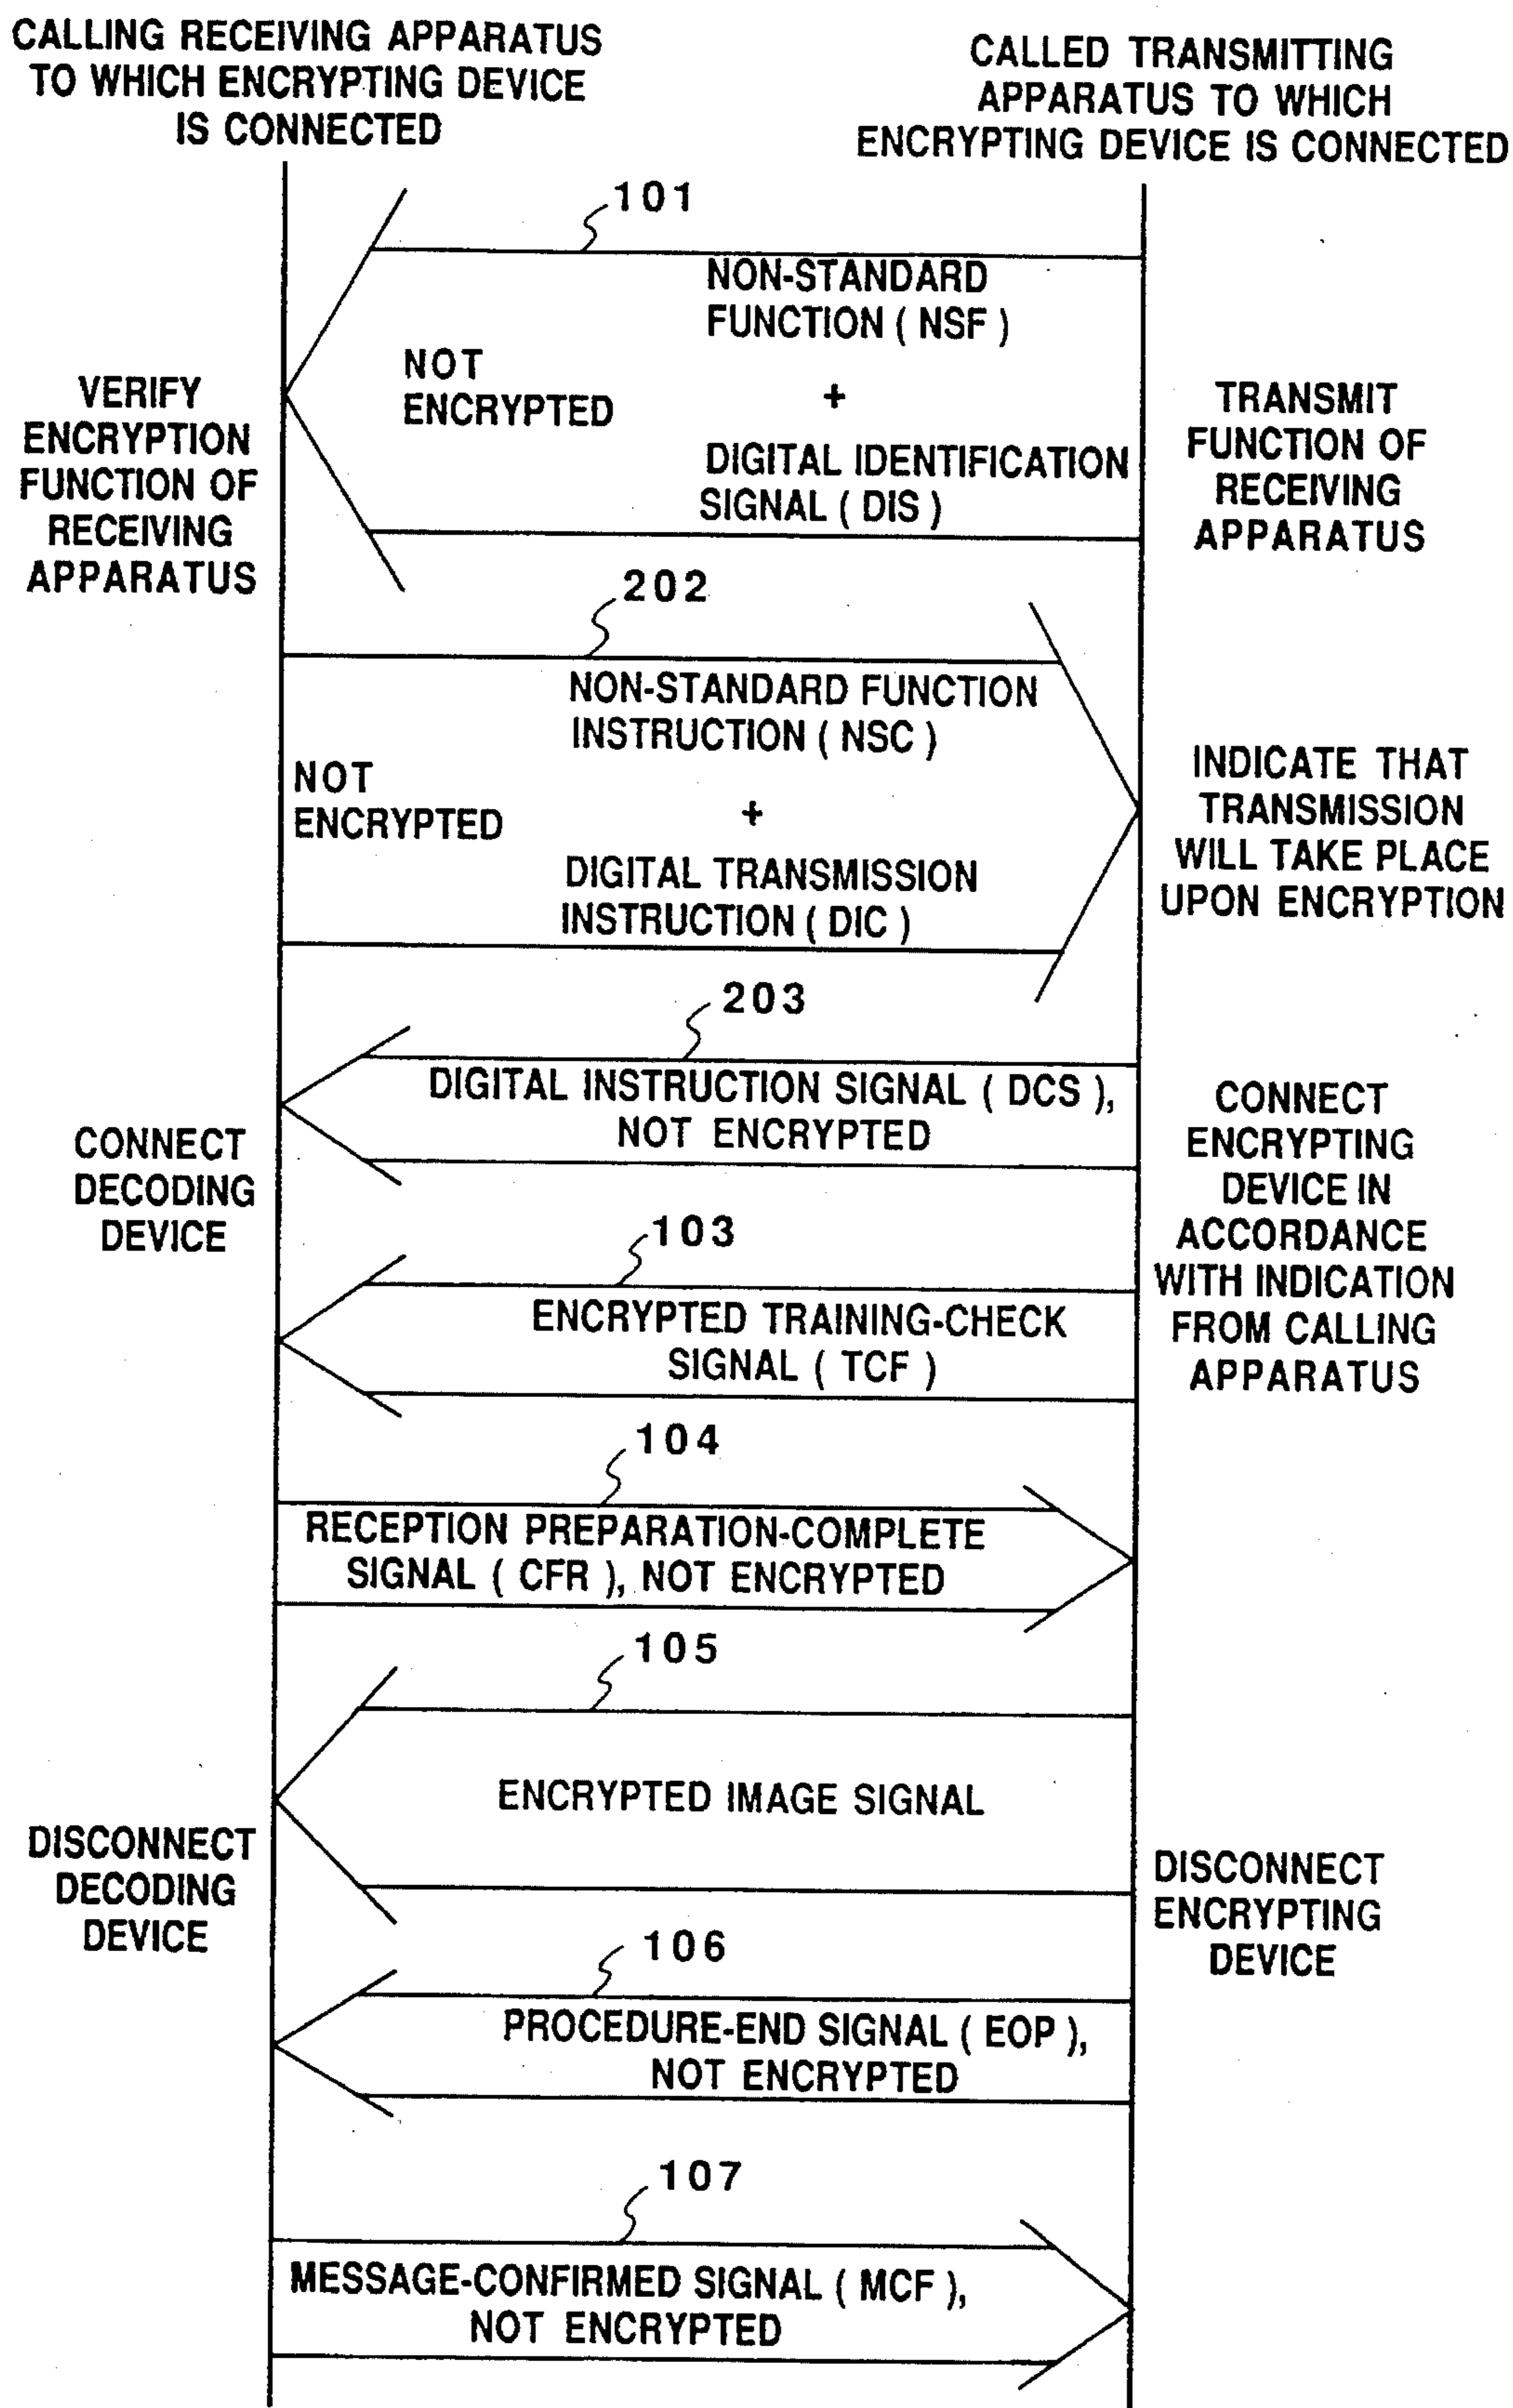 CALLING RECEIVING APPARATUS
TO WHICH ENCRYPTING DEVICE
IS CONNECTED
CALLED TRANSMITTING
APPARATUS TO WHICH
ENCRYPTING DEVICE IS CONNECTED
101
NON-STANDARD
FUNCTION ( NSF )
NOT
ENCRYPTED
+
DIGITAL IDENTIFICATION
SIGNAL ( DIS )
VERIFY
ENCRYPTION
FUNCTION OF
RECEIVING
APPARATUS
TRANSMIT
FUNCTION OF
RECEIVING
APPARATUS
202
NON-STANDARD FUNCTION
INSTRUCTION ( NSC )
NOT
ENCRYPTED
+
DIGITAL TRANSMISSION
INSTRUCTION ( DIC )
INDICATE THAT
TRANSMISSION
WILL TAKE PLACE
UPON ENCRYPTION
203
DIGITAL INSTRUCTION SIGNAL ( DCS ),
NOT ENCRYPTED
CONNECT
DECODING
DEVICE
CONNECT
ENCRYPTING
DEVICE IN
ACCORDANCE
WITH INDICATION
FROM CALLING
APPARATUS
103
ENCRYPTED TRAINING-CHECK
SIGNAL ( TCF )
104
RECEPTION PREPARATION-COMPLETE
SIGNAL ( CFR ), NOT ENCRYPTED
105
ENCRYPTED IMAGE SIGNAL
DISCONNECT
DECODING
DEVICE
DISCONNECT
ENCRYPTING
DEVICE
106
PROCEDURE-END SIGNAL ( EOP ),
NOT ENCRYPTED
107
MESSAGE-CONFIRMED SIGNAL ( MCF ),
NOT ENCRYPTED